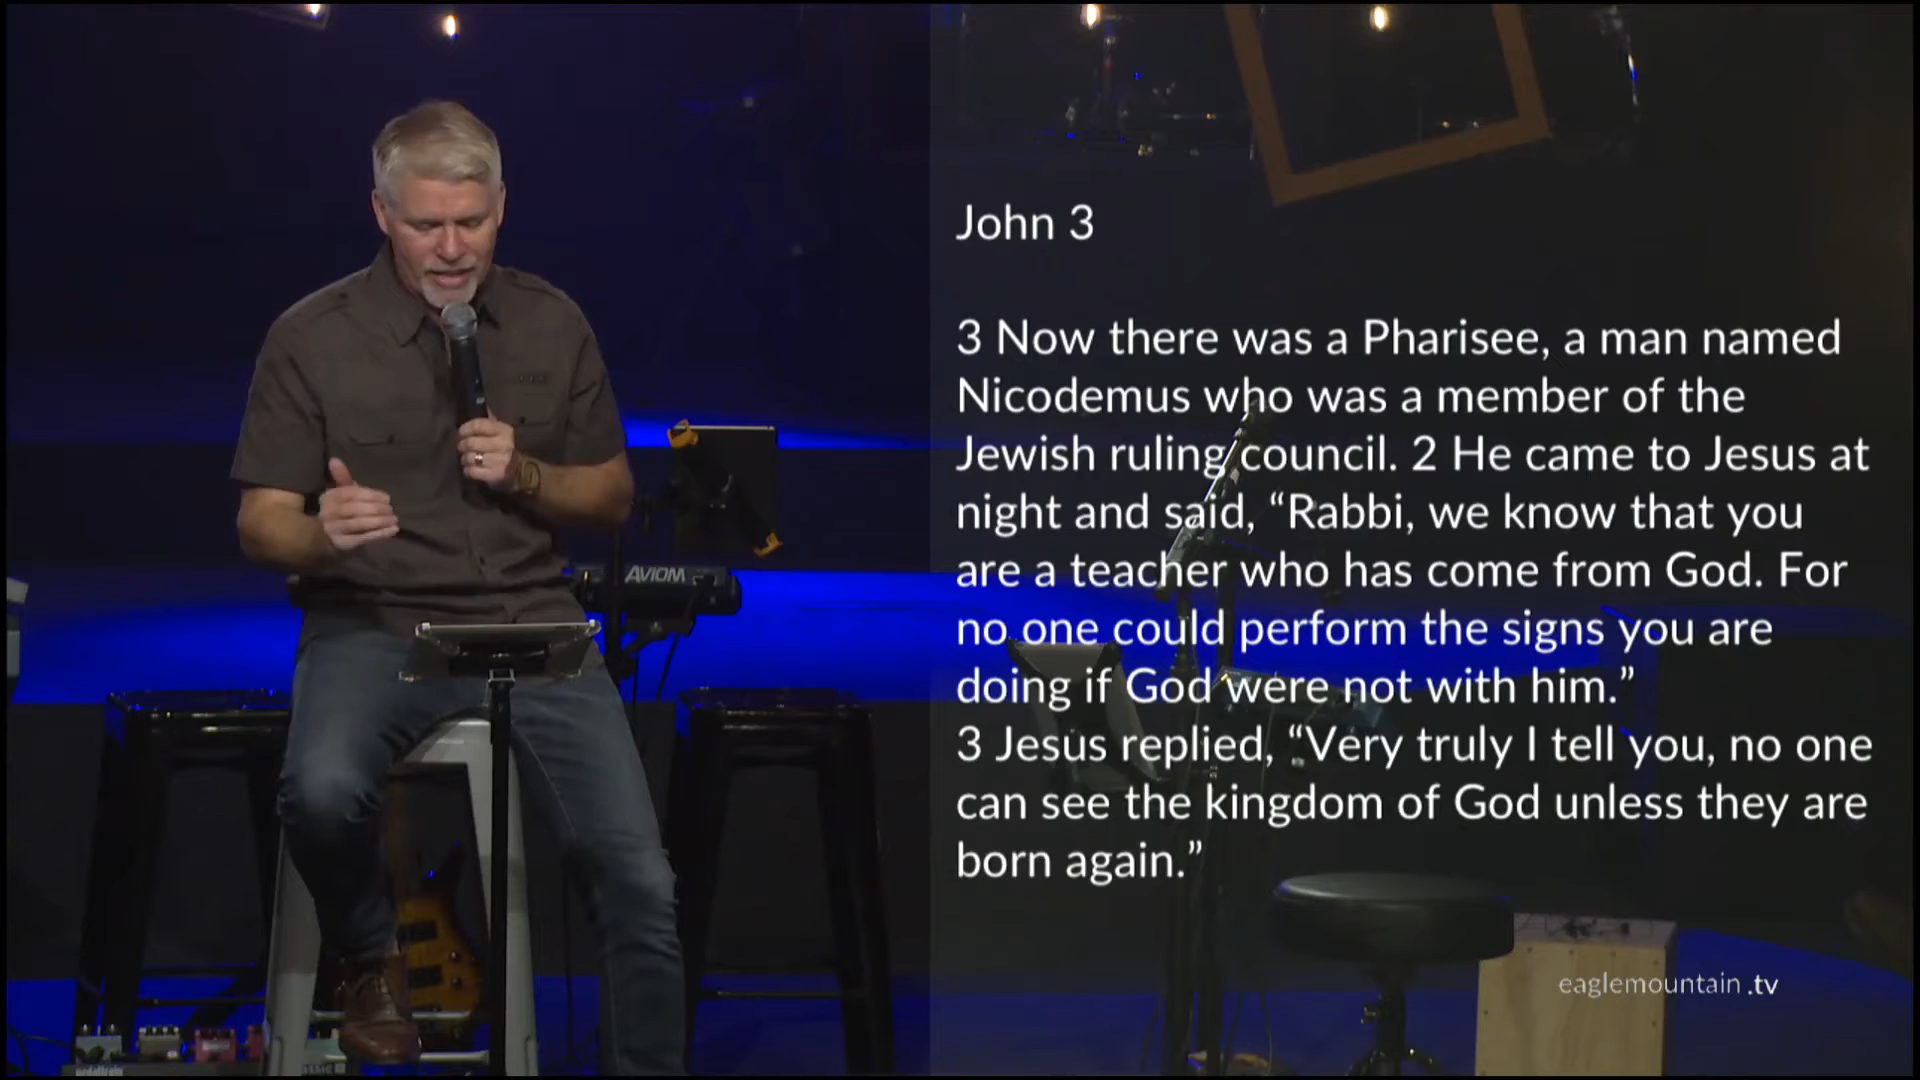 John 3
3 Now there was a Pharisee, a man named
Nicodemus who was a member of the
Jewish ruling council. 2 He came to Jesus at
night and said, “Rabbi, we know that you
are a teacher who has come from God. For
no one could perform the signs you are
doing if God were not with him.”
3 Jesus replied, “Very truly I tell you, no one
can see the kingdom of God unless they are
born again.”
eaglemountain.tv
AVIOM